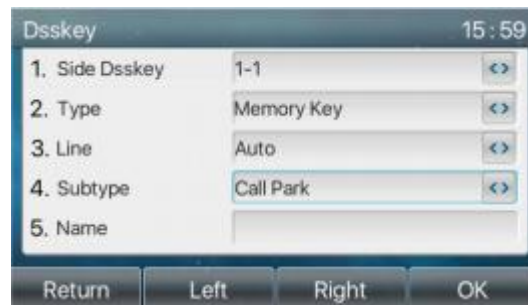 Dsskey 15:59
1. Side Dsskey 1-1
2. Type Memory Key
3. Line Auto
4. Subtype Call Park
5. Name
Return Left Right OK